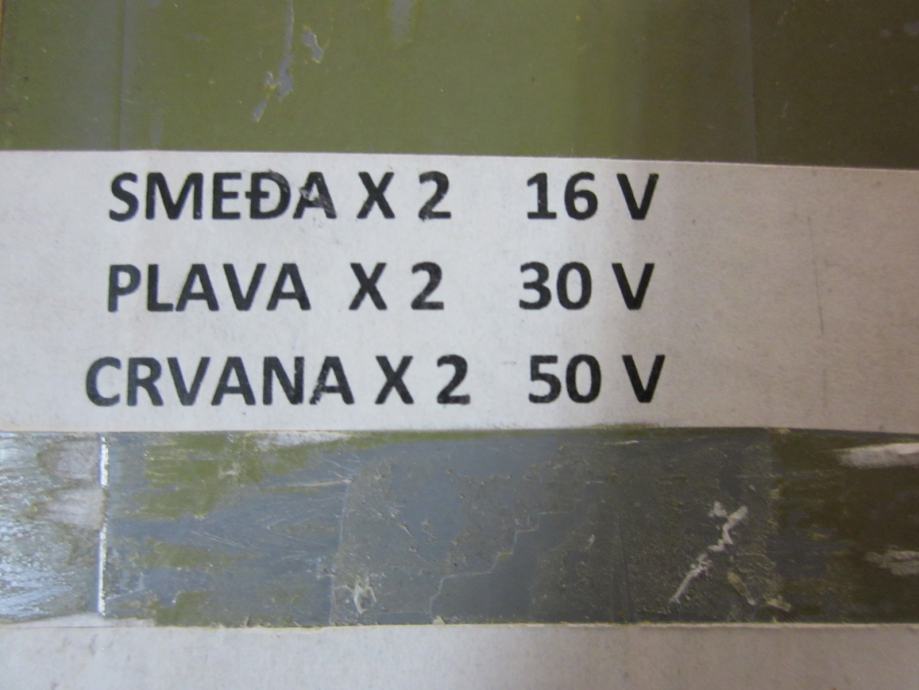 SMEĐA X 2 16 V
PLAVA X 2 30 V
CRVANA X 2 50 V